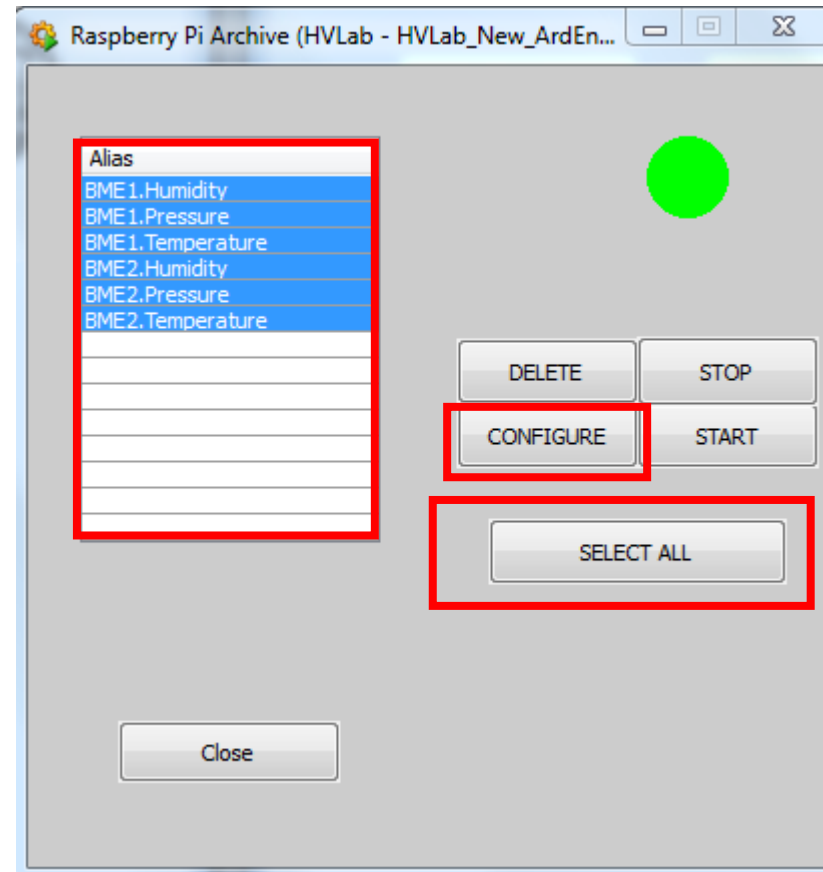 Raspberry Pi Archive (HVLab - HVLab_New_ArdEn...
Alias
BME1.Humidity
BME1.Pressure
BME1.Temperature
BME2.Humidity
BME2.Pressure
BME2.Temperature
DELETE STOP
CONFIGURE START
SELECT ALL
Close